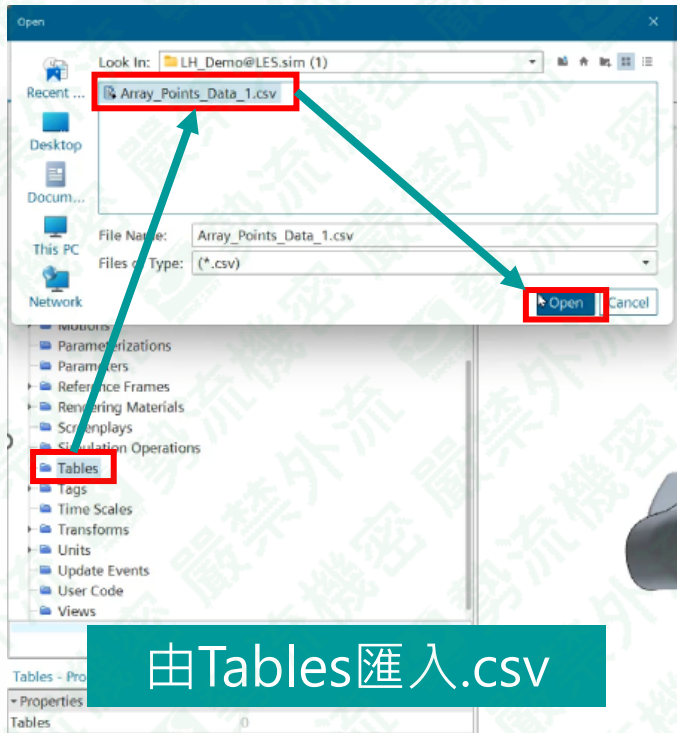 Open
Look In: LH_Demo@LES.sim (1)
Recent ...
Array_Points_Data_1.csv
Desktop
Docum...
This PC
File Name: Array_Points_Data_1.csv
Files of Type: (*.csv)
Network
Open Cancel
Motions
Parameterizations
Parameters
Reference Frames
Rendering Materials
Screenplays
Simulation Operations
Tables
Tags
Time Scales
Transforms
Units
Update Events
User Code
Views
由Tables匯入.csv
Tables - Pro
Properties
Tables 0